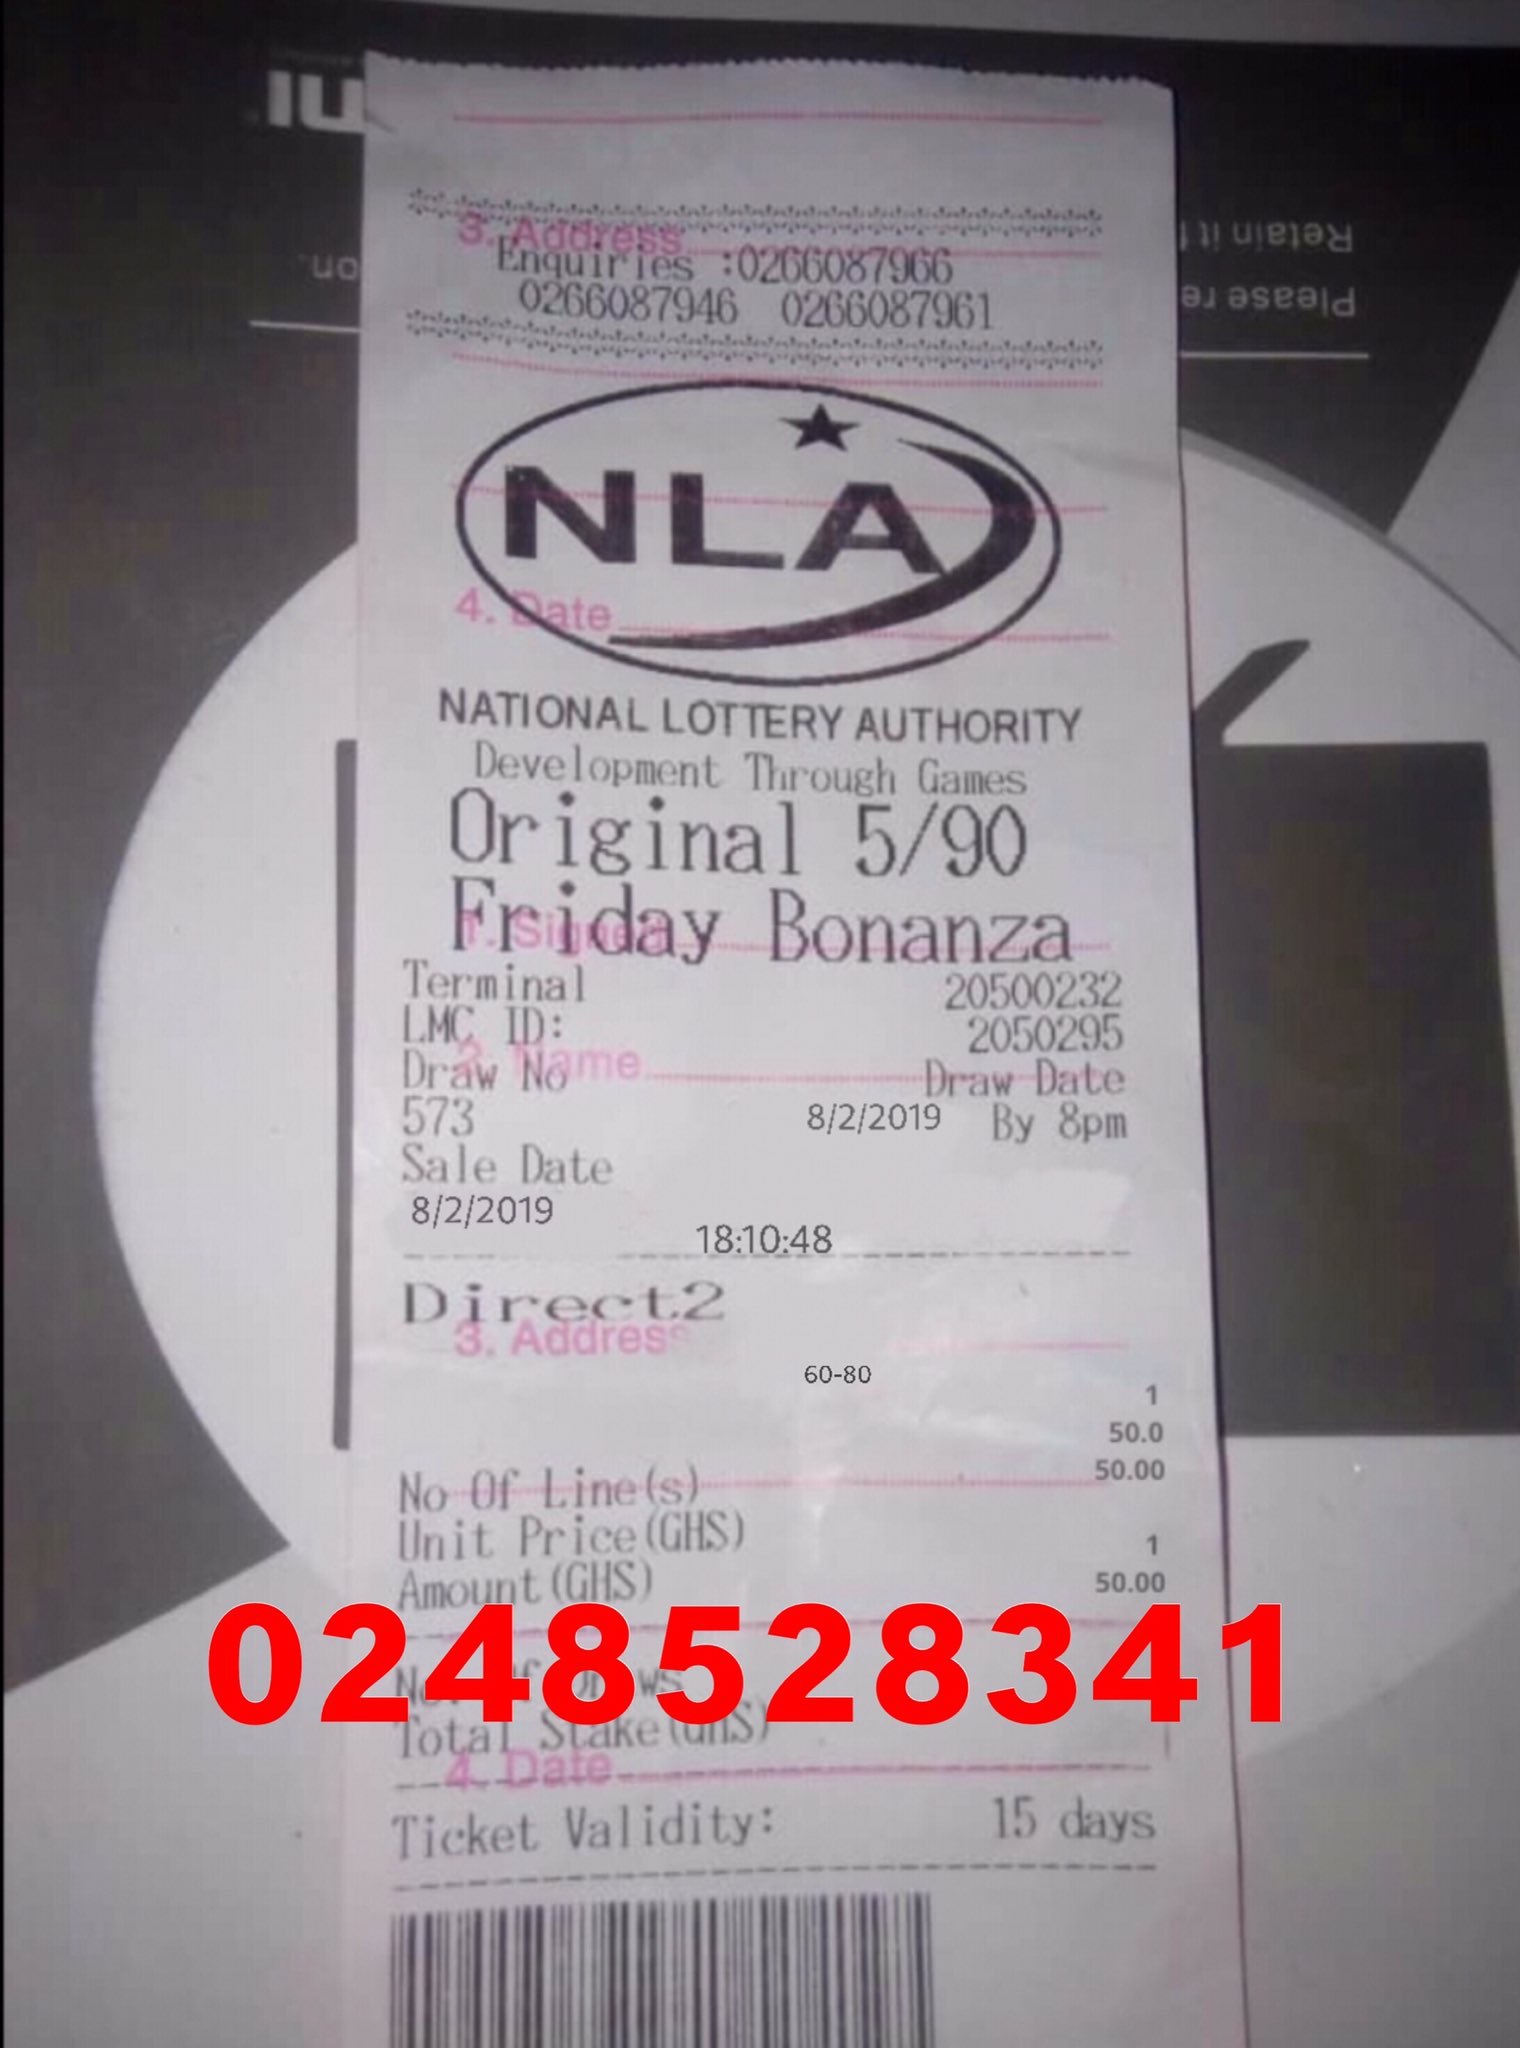 3. Address
Enquiries :0266087966
0266087946 0266087961
NLA
4. Date
NATIONAL LOTTERY AUTHORITY
Development Through Games
Original 5/90
Friday Bonanza
1. Signed
Terminal 20500232
LMC ID: 2050295
2. Name
Draw No Draw Date
573 8/2/2019 By 8pm
Sale Date
8/2/2019
18:10:48
Direct2
3. Address
60-80
1
50.0
50.00
No Of Line(s)
Unit Price(GHS)
1
Amount(GHS) 50.00
0248528341
Total Stake(GHS)
4. Date
Ticket Validity: 15 days
Retain it
Please re
on.